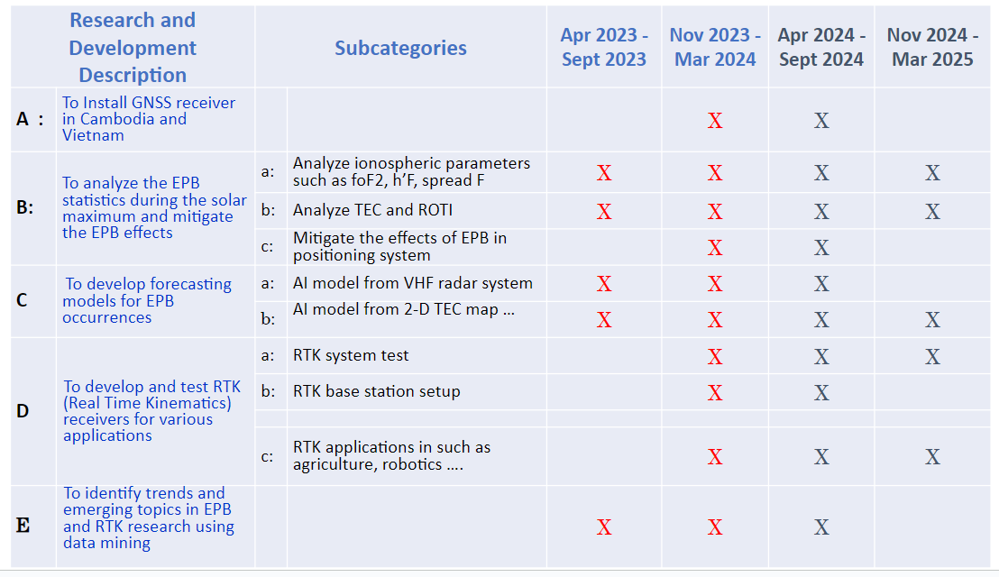 Research and
Development
Description
Subcategories
Apr 2023 -
Sept 2023
Nov 2023 -
Mar 2024
Apr 2024 -
Sept 2024
Nov 2024 -
Mar 2025
A :
To Install GNSS receiver
in Cambodia and
Vietnam
X X
B:
To analyze the EPB
statistics during the solar
maximum and mitigate
the EPB effects
a:
Analyze ionospheric parameters
such as foF2, h’F, spread F
X X X X
b:
Analyze TEC and ROTI
X X X X
c:
Mitigate the effects of EPB in
positioning system
X X
C
To develop forecasting
models for EPB
occurrences
a:
AI model from VHF radar system
X X X
b:
AI model from 2-D TEC map ...
X X X X
D
To develop and test RTK
(Real Time Kinematics)
receivers for various
applications
a:
RTK system test
X X X
b:
RTK base station setup
X X
c:
RTK applications in such as
agriculture, robotics ....
X X X
E
To identify trends and
emerging topics in EPB
and RTK research using
data mining
X X X